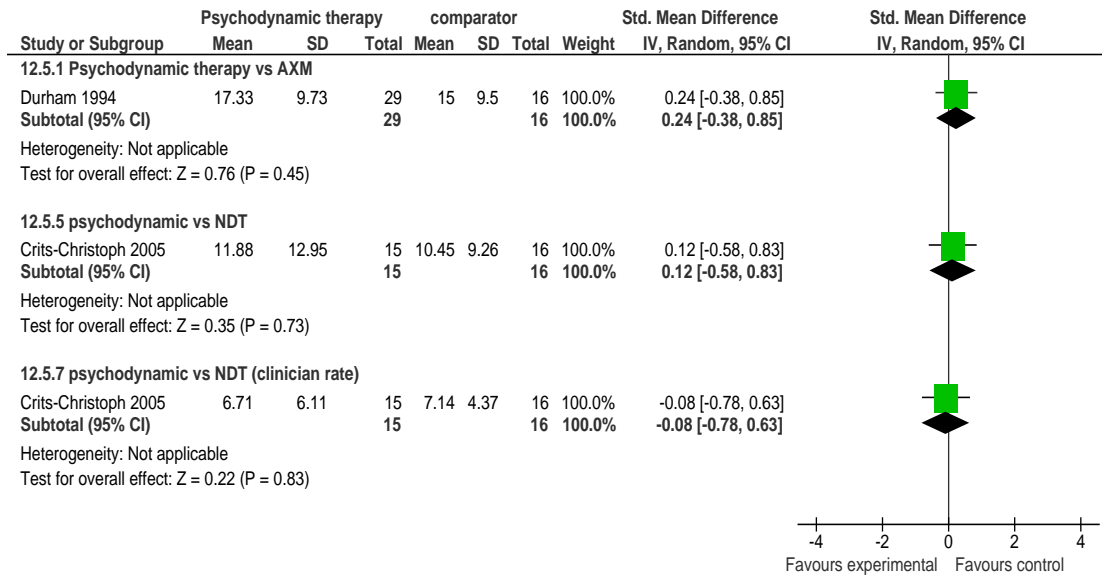 Psychodynamic therapy comparator Std. Mean Difference Std. Mean Difference
Study or Subgroup Mean SD Total Mean SD Total Weight IV, Random, 95% CI IV, Random, 95% CI
12.5.1 Psychodynamic therapy vs AXM
Durham 1994 17.33 9.73 29 15 9.5 16 100.0% 0.24 [-0.38, 0.85]
Subtotal (95% CI) 29 16 100.0% 0.24 [-0.38, 0.85]
Heterogeneity: Not applicable
Test for overall effect: Z = 0.76 (P = 0.45)
12.5.5 psychodynamic vs NDT
Crits-Christoph 2005 11.88 12.95 15 10.45 9.26 16 100.0% 0.12 [-0.58, 0.83]
Subtotal (95% CI) 15 16 100.0% 0.12 [-0.58, 0.83]
Heterogeneity: Not applicable
Test for overall effect: Z = 0.35 (P = 0.73)
12.5.7 psychodynamic vs NDT (clinician rate)
Crits-Christoph 2005 6.71 6.11 15 7.14 4.37 16 100.0% -0.08 [-0.78, 0.63]
Subtotal (95% CI) 15 16 100.0% -0.08 [-0.78, 0.63]
Heterogeneity: Not applicable
Test for overall effect: Z = 0.22 (P = 0.83)
-4 -2 0 2 4
Favours experimental Favours control